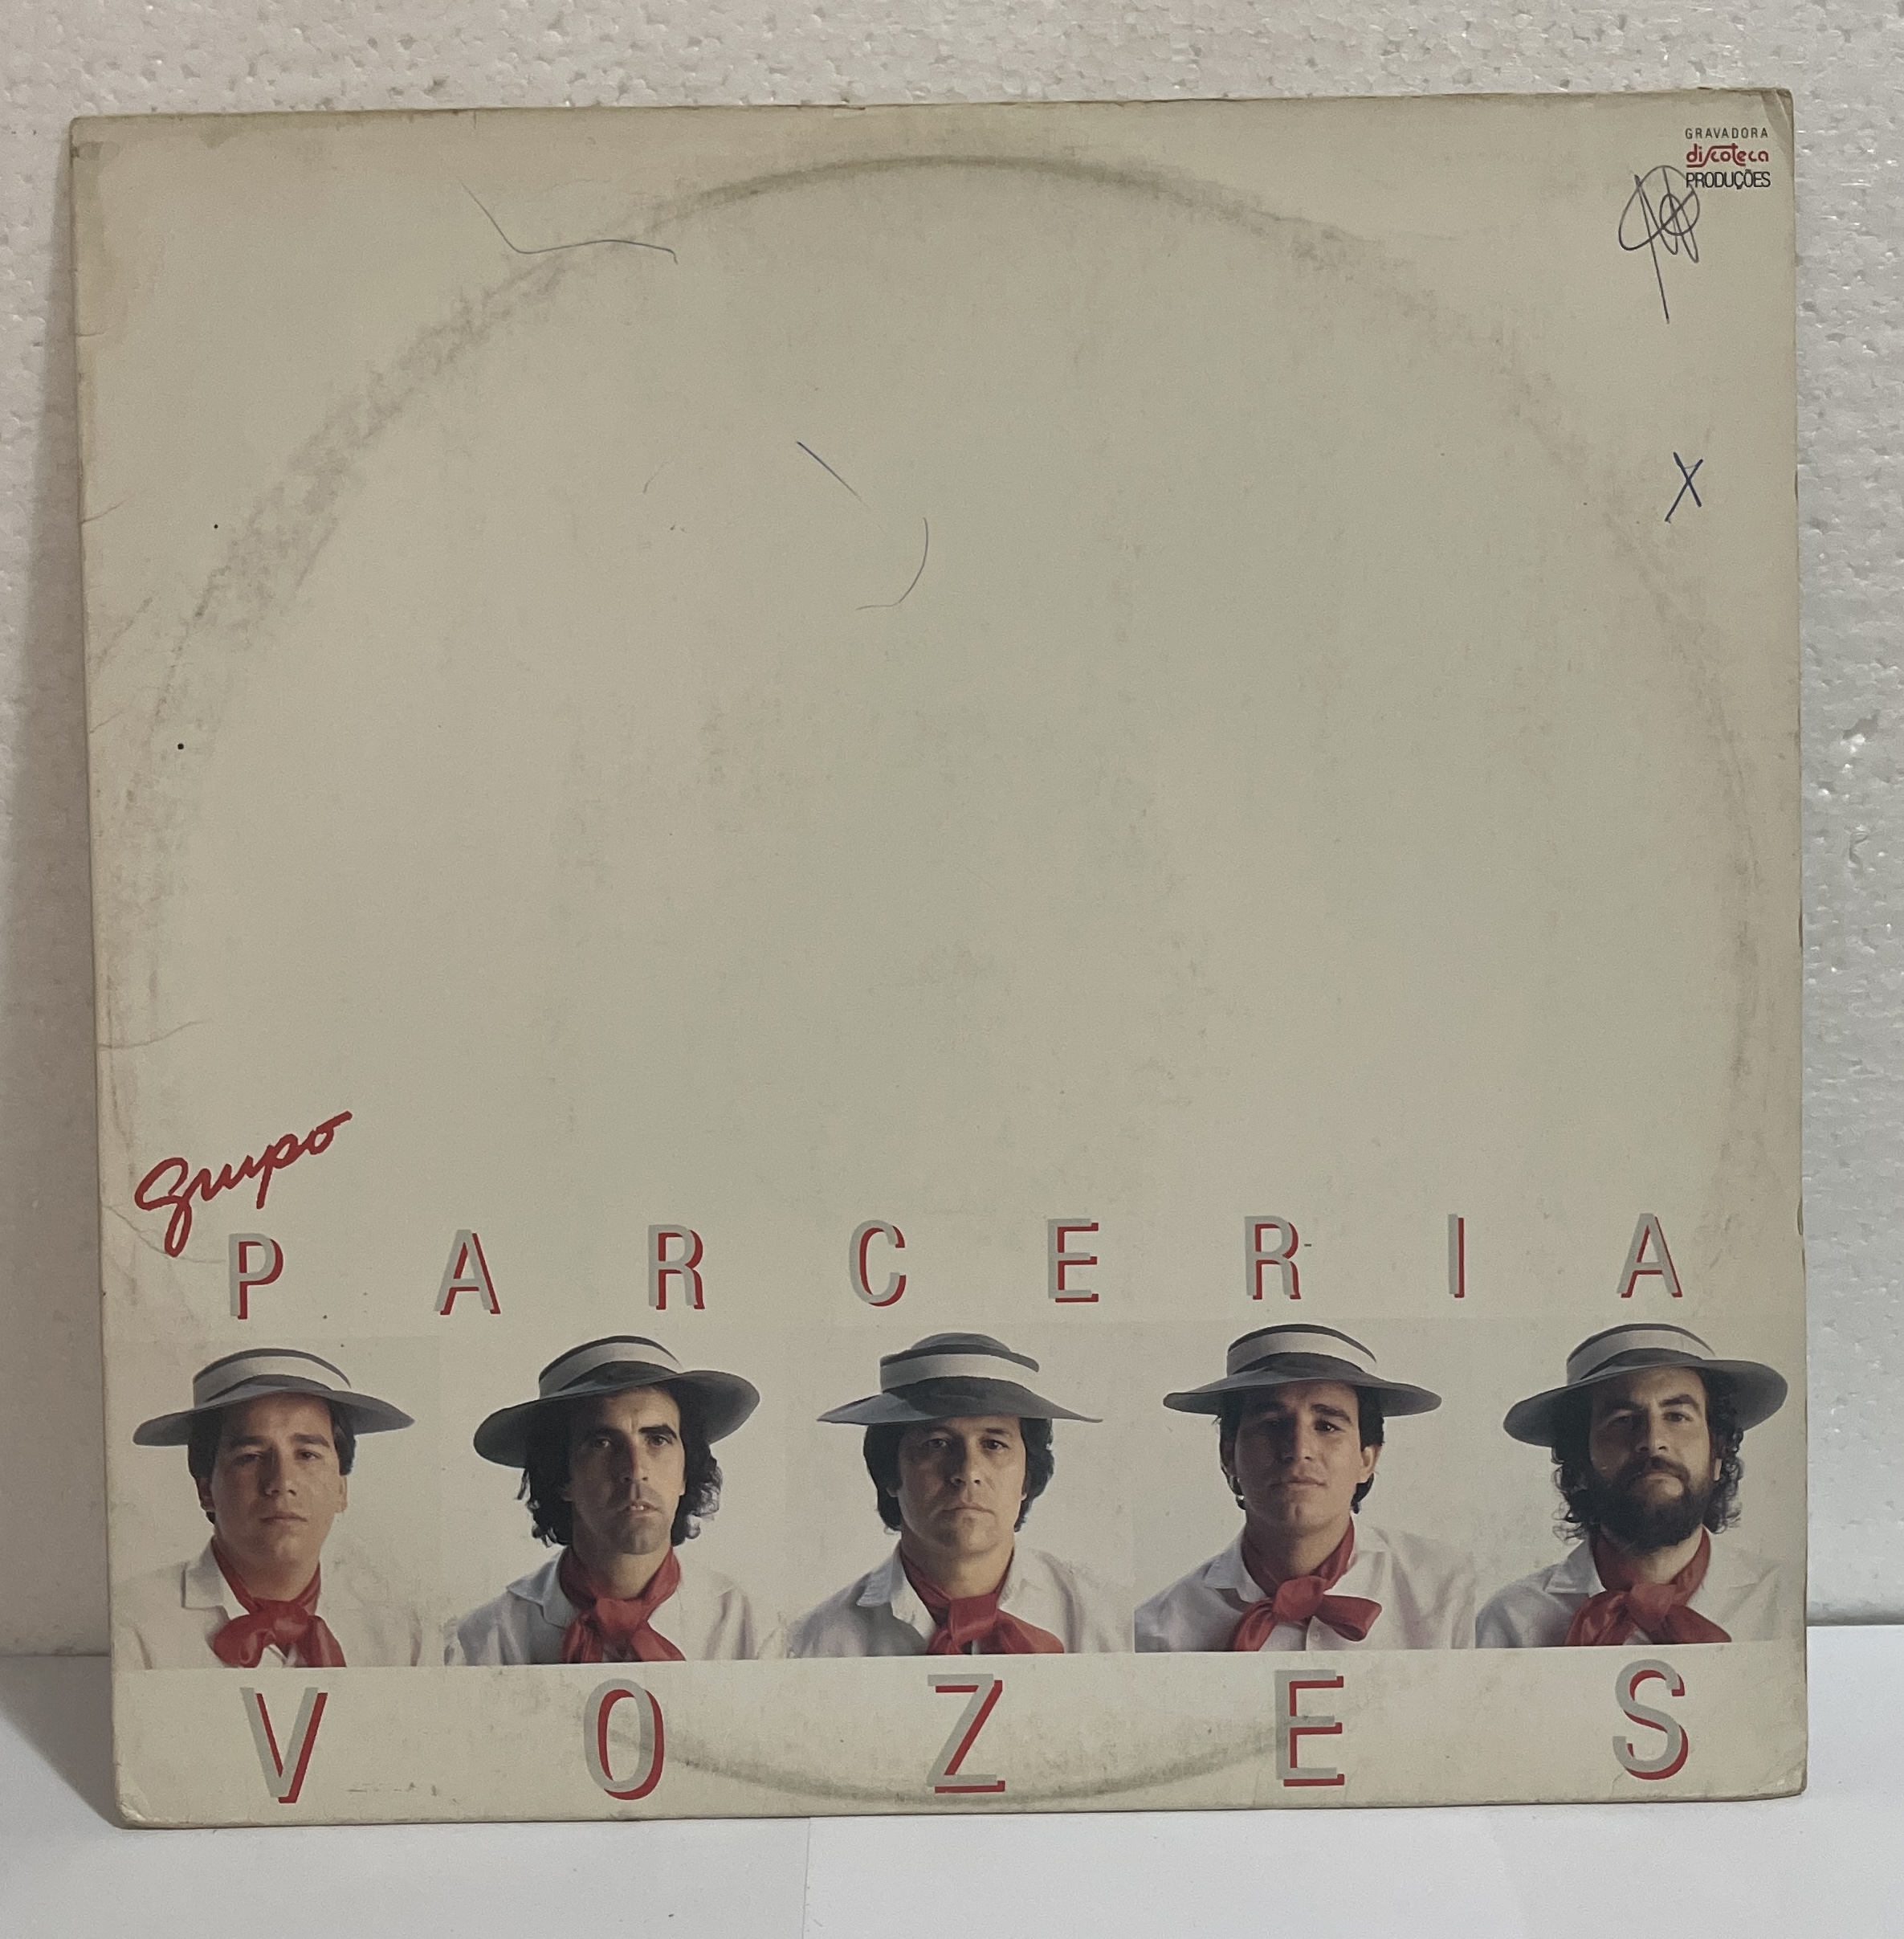 GRAVADORA
discoteca
PRODUÇÕES
X
grupo
PARCERIA
VOZES